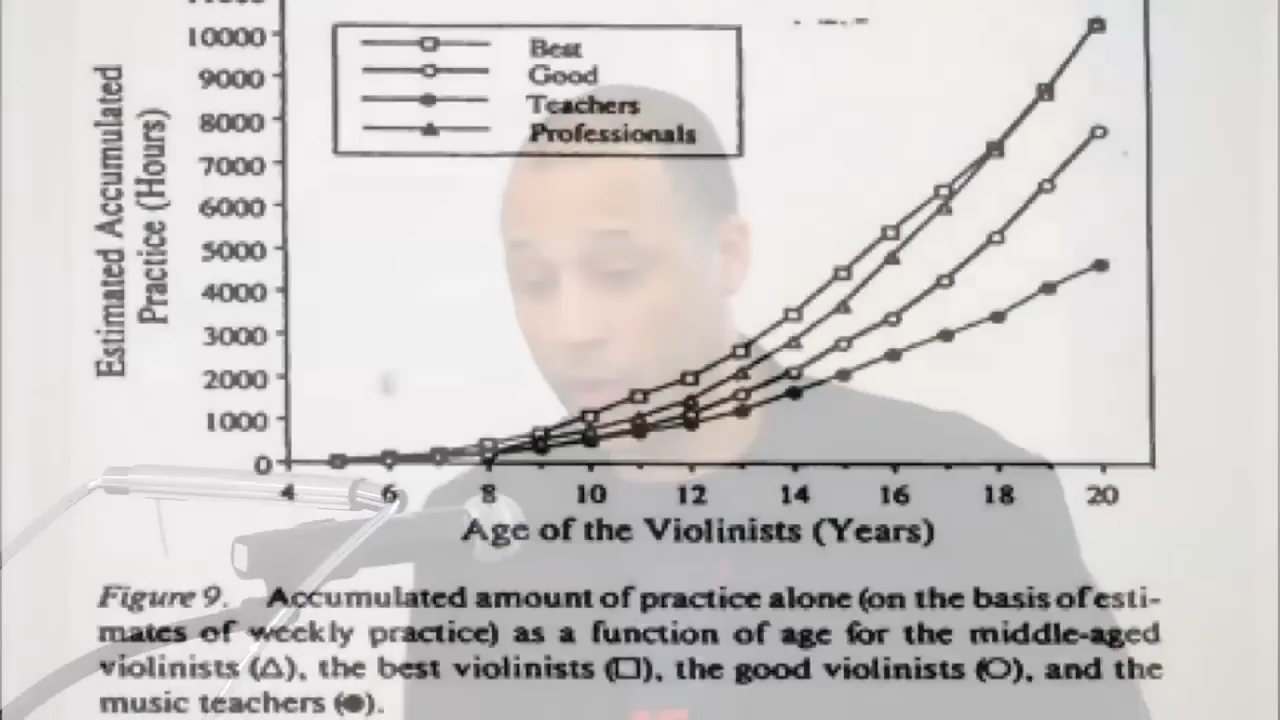 10000
9000
8000
7000
6000
5000
4000
3000
2000
1000
0
Estimated Accumulated
Practice (Hours)
Best
Good
Teachers
Professionals
4 6 8 10 12 14 16 18 20
Age of the Violinists (Years)
Figure 9. Accumulated amount of practice alone (on the basis of esti-
mates of weekly practice) as a function of age for the middle-aged
violinists (△), the best violinists (□), the good violinists (○), and the
music teachers (●).